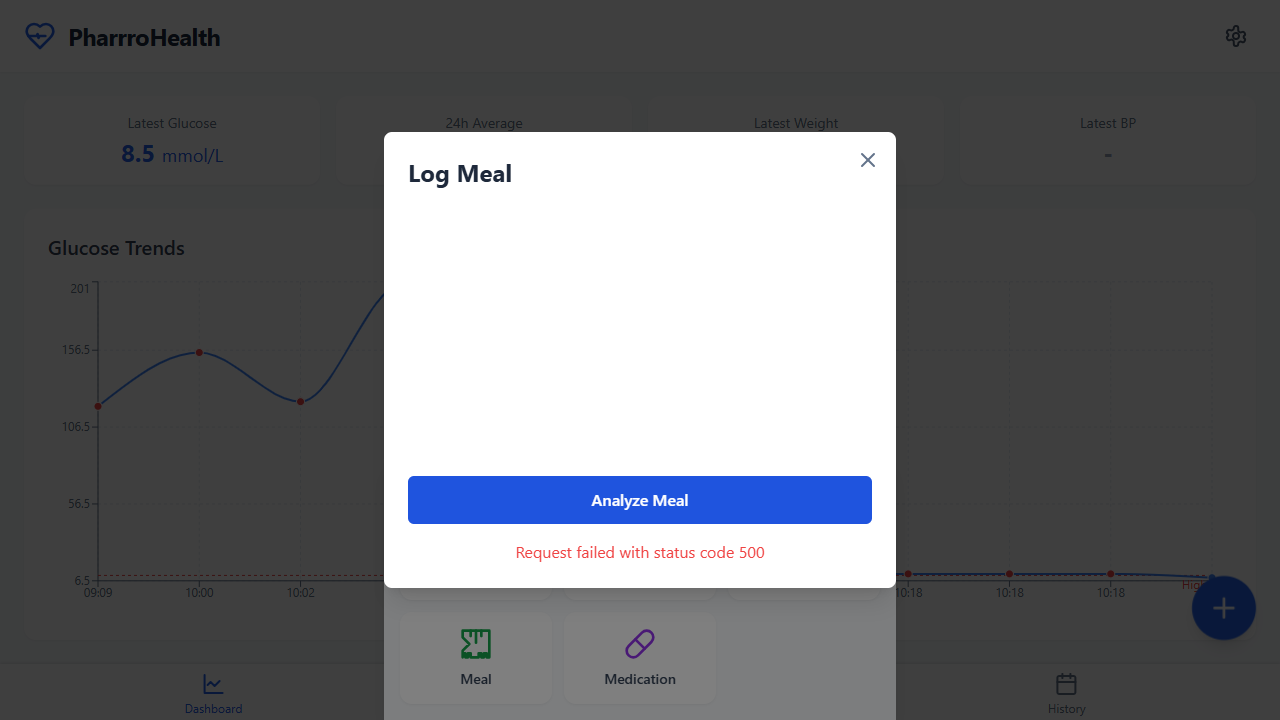 PharrroHealth
Latest Glucose
24h Average
Latest Weight
Latest BP
8.5 mmol/L
-
Log Meal
Glucose Trends
201
156.5
106.5
56.5
6.5
09:09
10:00
10:02
10:18
10:18
10:18
Analyze Meal
Request failed with status code 500
Meal
Medication
Dashboard
History